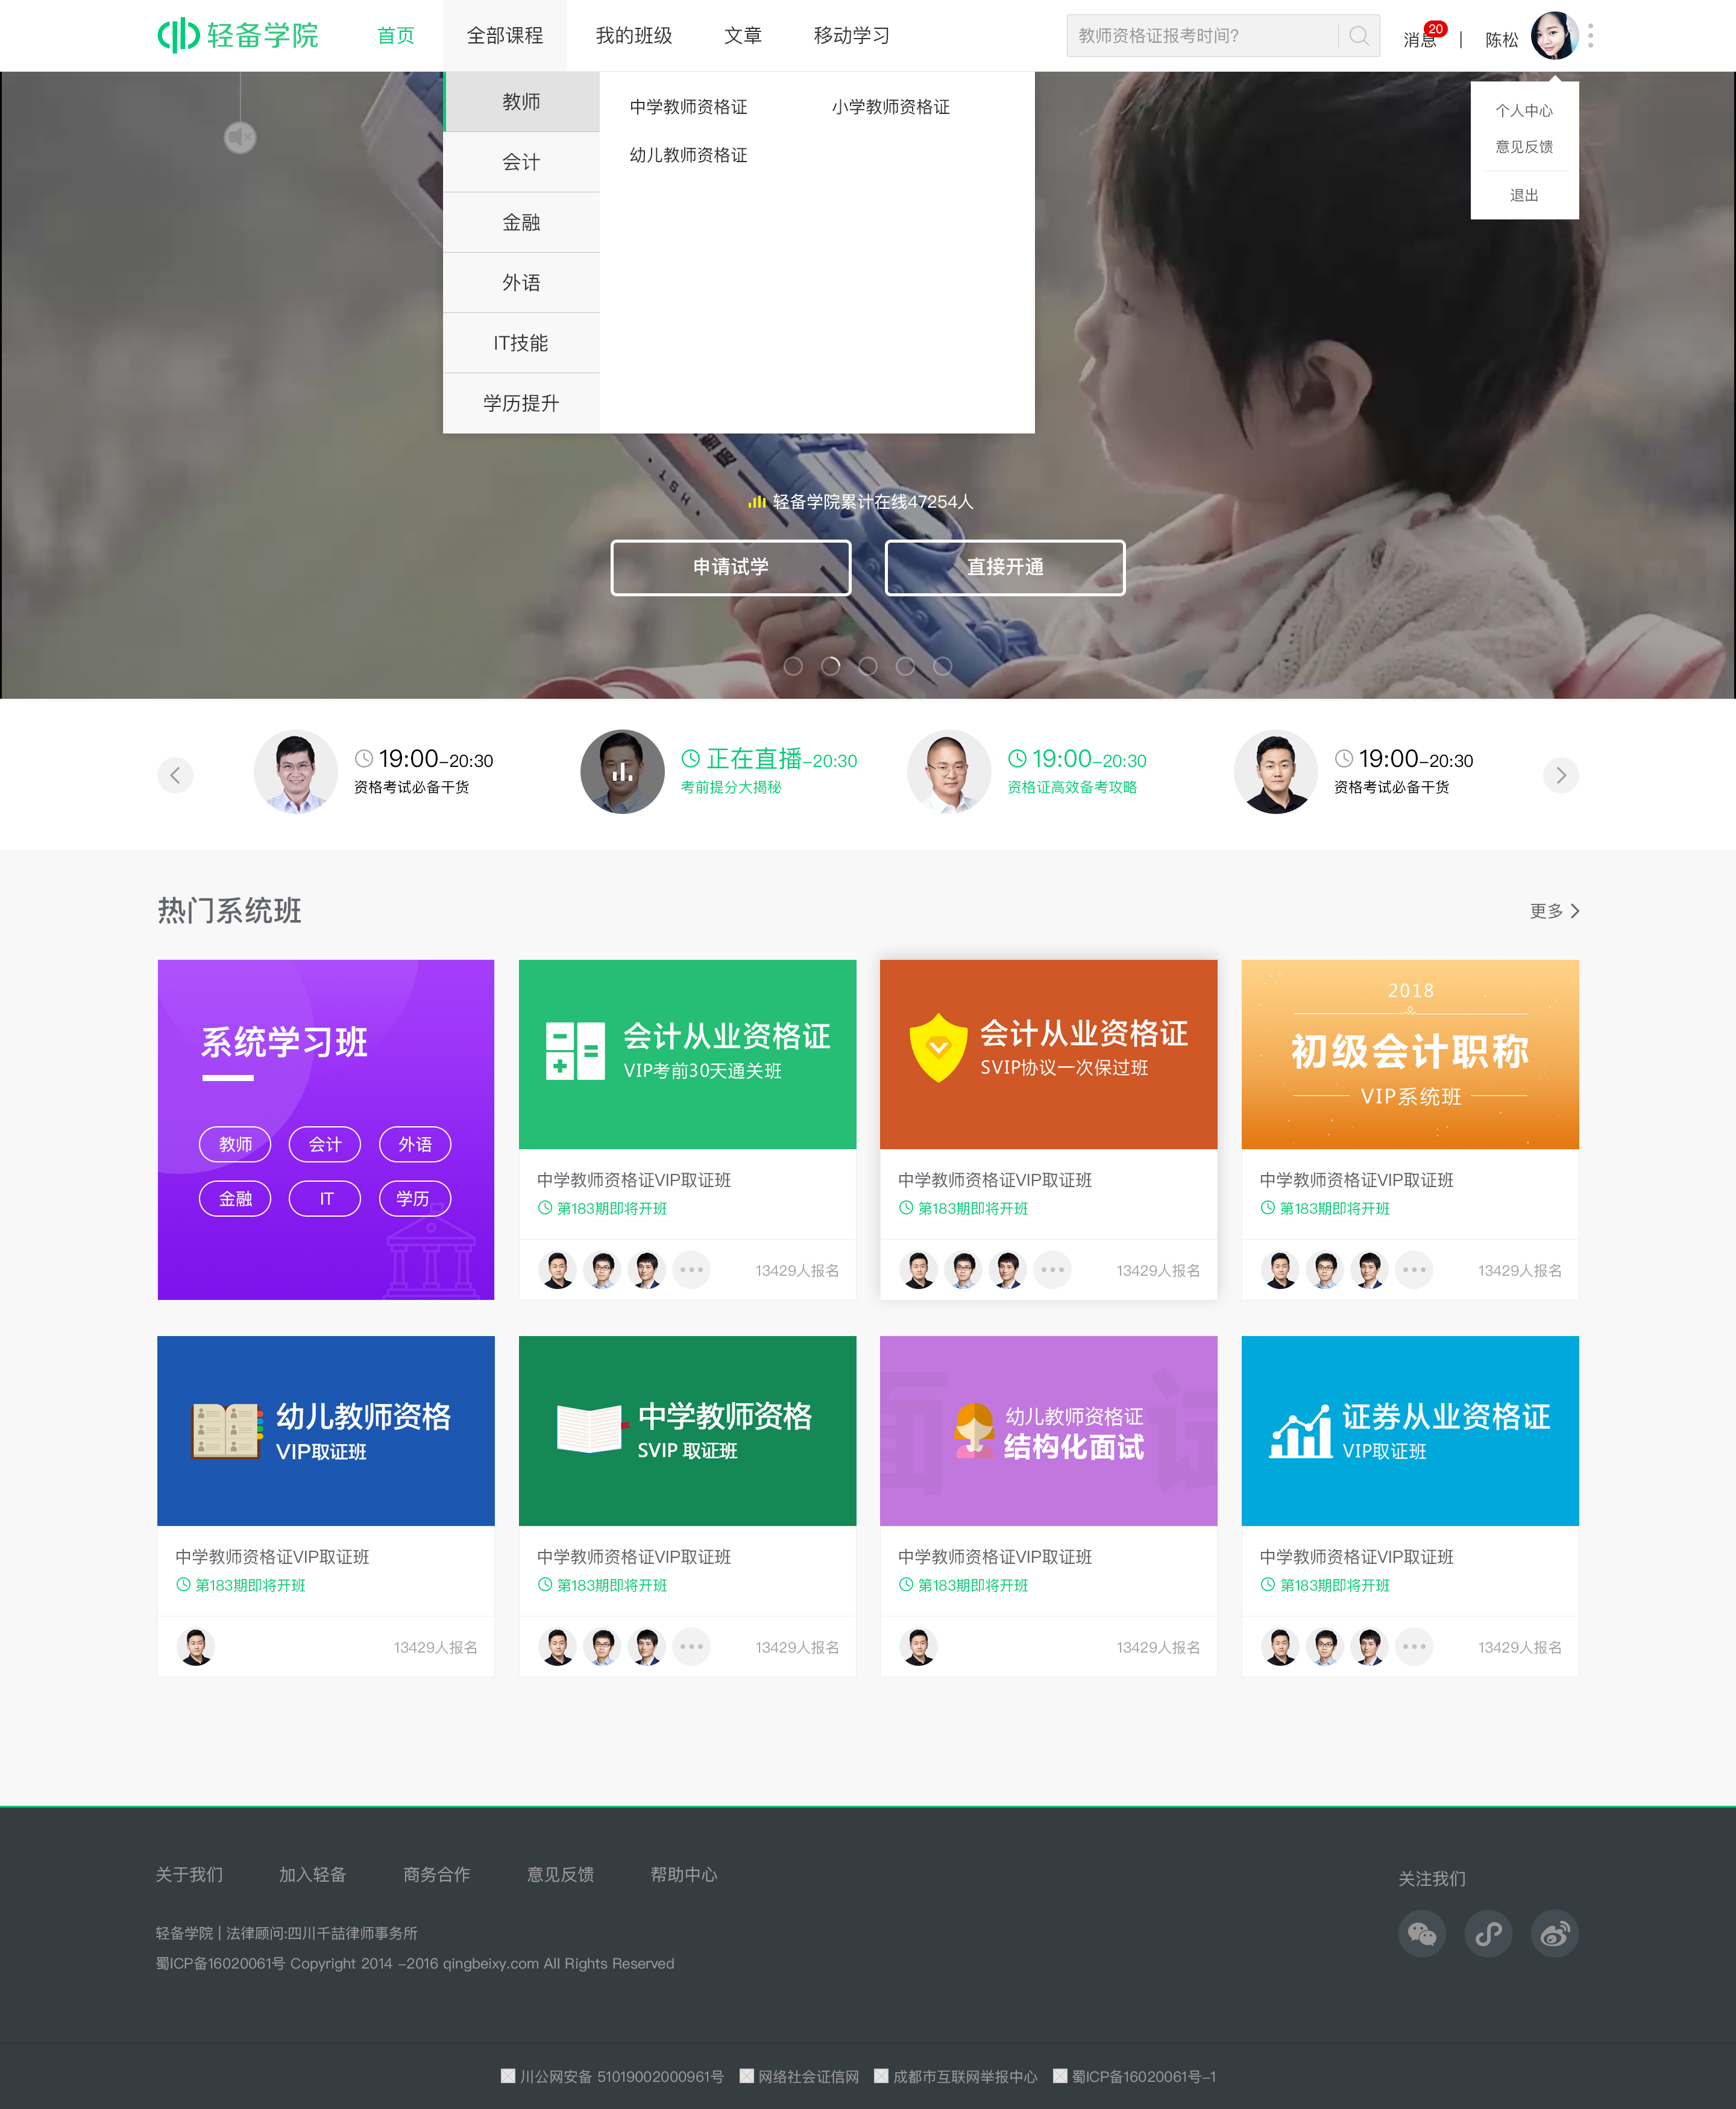 轻备学院
首页 全部课程 我的班级 文章 移动学习
教师资格证报考时间?
消息 20 | 陈松
教师
会计
金融
外语
IT技能
学历提升
中学教师资格证 小学教师资格证
幼儿教师资格证
个人中心
意见反馈
退出
轻备学院累计在线47254人
申请试学 直接开通
19:00-20:30
资格考试必备干货
正在直播-20:30
考前提分大揭秘
19:00-20:30
资格证高效备考攻略
19:00-20:30
资格考试必备干货
热门系统班 更多
系统学习班
教师 会计 外语
金融 IT 学历
会计从业资格证
VIP考前30天通关班
中学教师资格证VIP取证班
第183期即将开班
13429人报名
会计从业资格证
SVIP协议一次保过班
中学教师资格证VIP取证班
第183期即将开班
13429人报名
2018
初级会计职称
VIP系统班
中学教师资格证VIP取证班
第183期即将开班
13429人报名
幼儿教师资格
VIP取证班
中学教师资格证VIP取证班
第183期即将开班
13429人报名
中学教师资格
SVIP 取证班
中学教师资格证VIP取证班
第183期即将开班
13429人报名
幼儿教师资格证
结构化面试
中学教师资格证VIP取证班
第183期即将开班
13429人报名
证券从业资格证
VIP取证班
中学教师资格证VIP取证班
第183期即将开班
13429人报名
关于我们 加入轻备 商务合作 意见反馈 帮助中心
关注我们
轻备学院 | 法律顾问:四川千喆律师事务所
蜀ICP备16020061号 Copyright 2014 -2016 qingbeixy.com All Rights Reserved
川公网安备 51019002000961号 网络社会证信网 成都市互联网举报中心 蜀ICP备16020061号-1